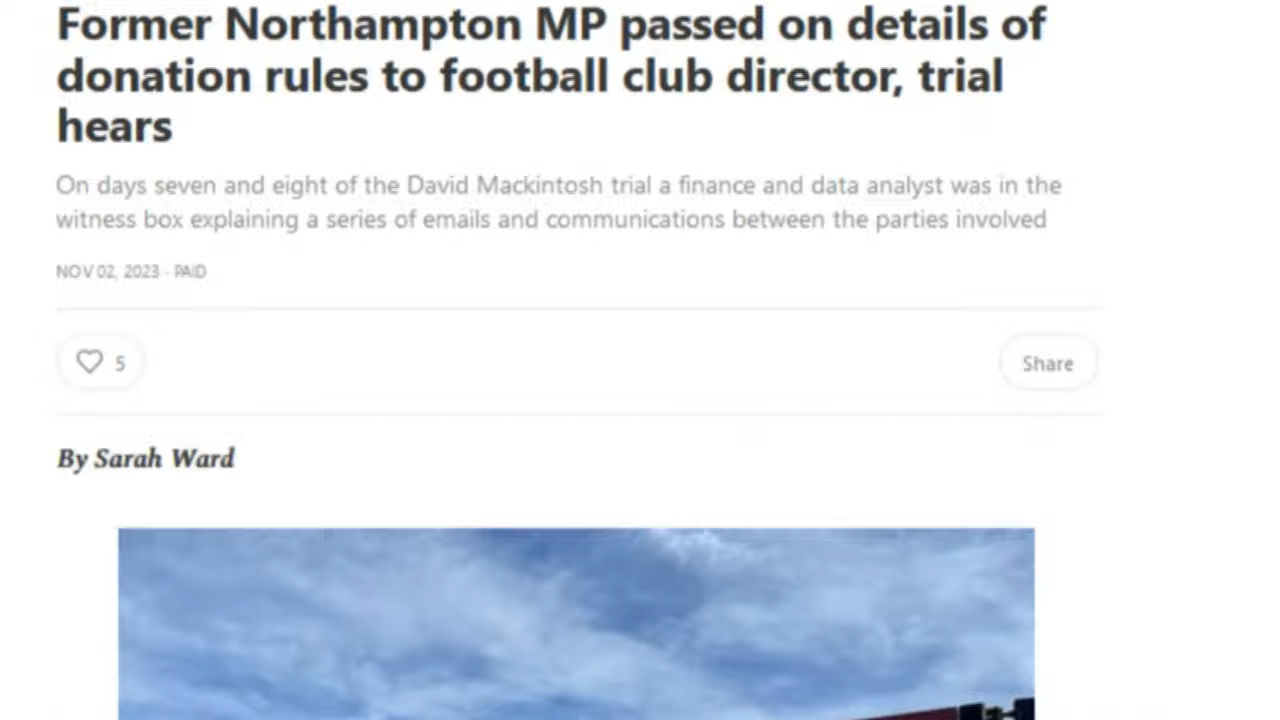 Former Northampton MP passed on details of
donation rules to football club director, trial
hears
On days seven and eight of the David Mackintosh trial a finance and data analyst was in the
witness box explaining a series of emails and communications between the parties involved
NOV 02, 2023 · PAID
5
Share
By Sarah Ward